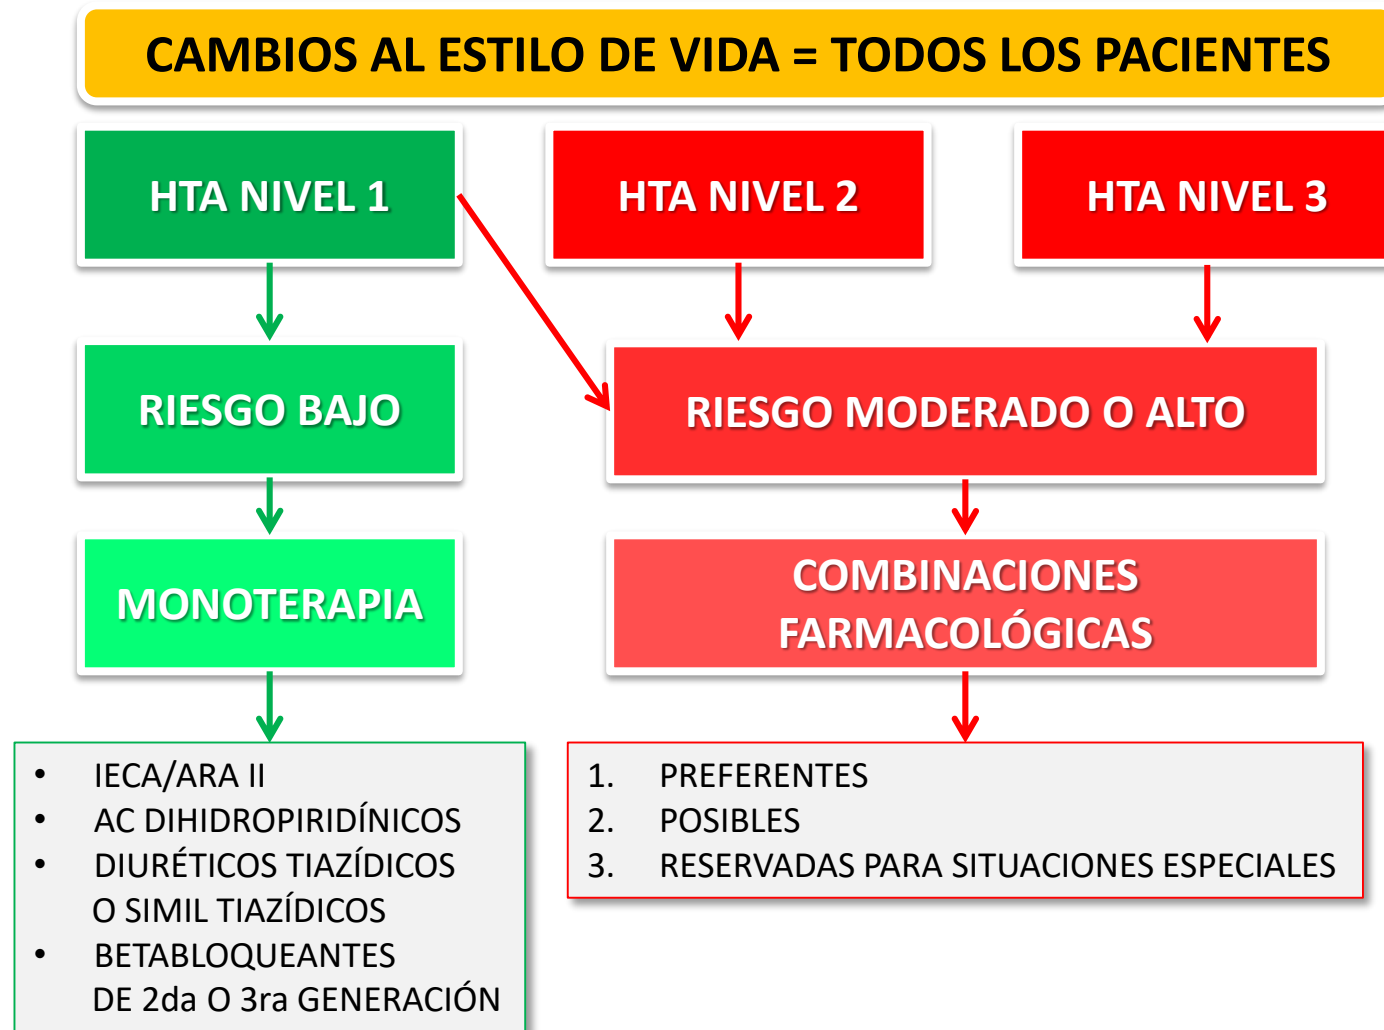 CAMBIOS AL ESTILO DE VIDA = TODOS LOS PACIENTES
HTA NIVEL 1
HTA NIVEL 2
HTA NIVEL 3
RIESGO BAJO
RIESGO MODERADO O ALTO
MONOTERAPIA
COMBINACIONES
FARMACOLÓGICAS
• IECA/ARA II
• AC DIHIDROPIRIDÍNICOS
• DIURÉTICOS TIAZÍDICOS
O SIMIL TIAZÍDICOS
• BETABLOQUEANTES
DE 2da O 3ra GENERACIÓN
1. PREFERENTES
2. POSIBLES
3. RESERVADAS PARA SITUACIONES ESPECIALES